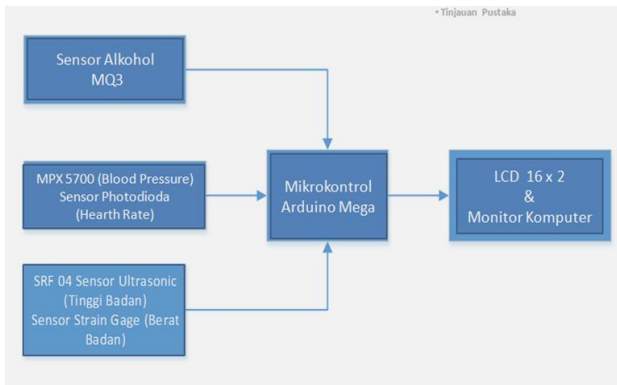 • Tinjauan Pustaka
Sensor Alkohol
MQ3
MPX 5700 (Blood Pressure)
Sensor Photodioda
(Hearth Rate)
Mikrokontrol
Arduino Mega
LCD 16 x 2
&
Monitor Komputer
SRF 04 Sensor Ultrasonic
(Tinggi Badan)
Sensor Strain Gage (Berat
Badan)